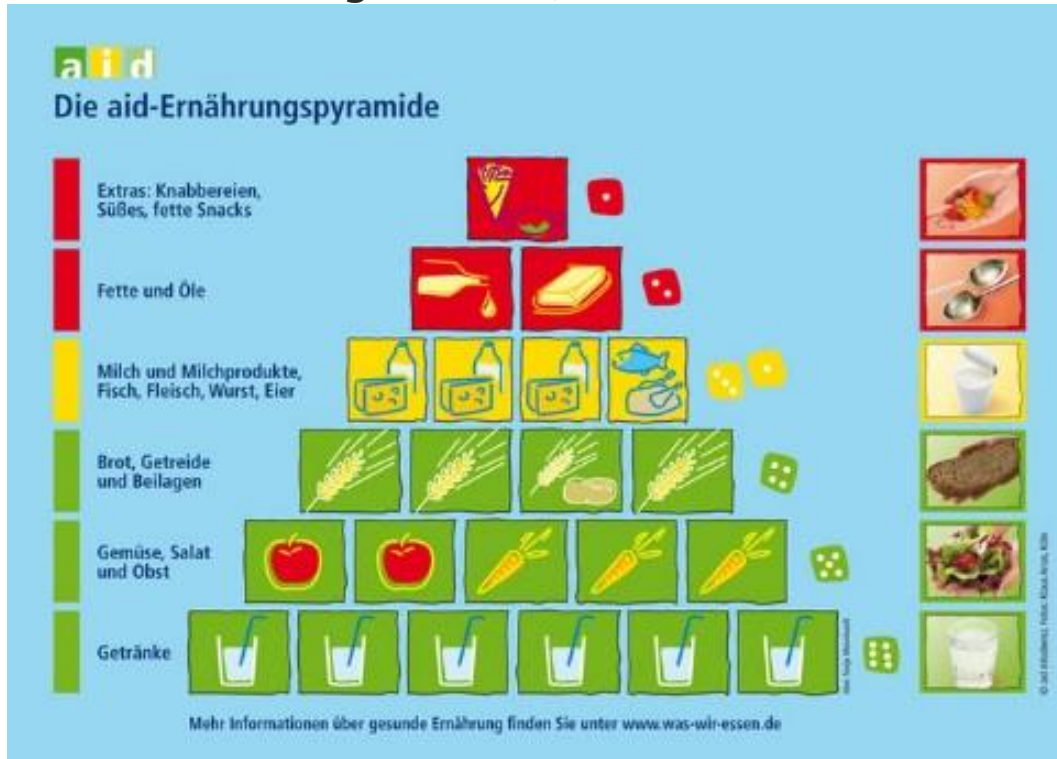 aid
Die aid-Ernährungspyramide
Extras: Knabbereien,
Süßes, fette Snacks
Fette und Öle
Milch und Milchprodukte,
Fisch, Fleisch, Wurst, Eier
Brot, Getreide
und Beilagen
Gemüse, Salat
und Obst
Getränke
Mehr Informationen über gesunde Ernährung finden Sie unter www.was-wir-essen.de